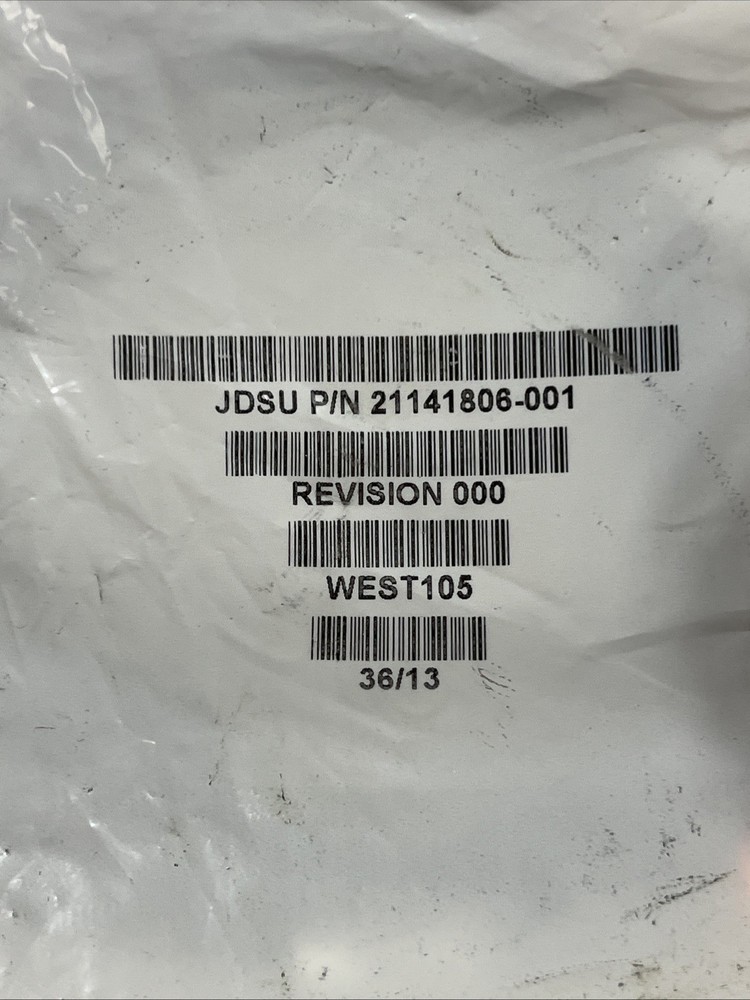 JDSU P/N 21141806-001
REVISION 000
WEST105
36/13